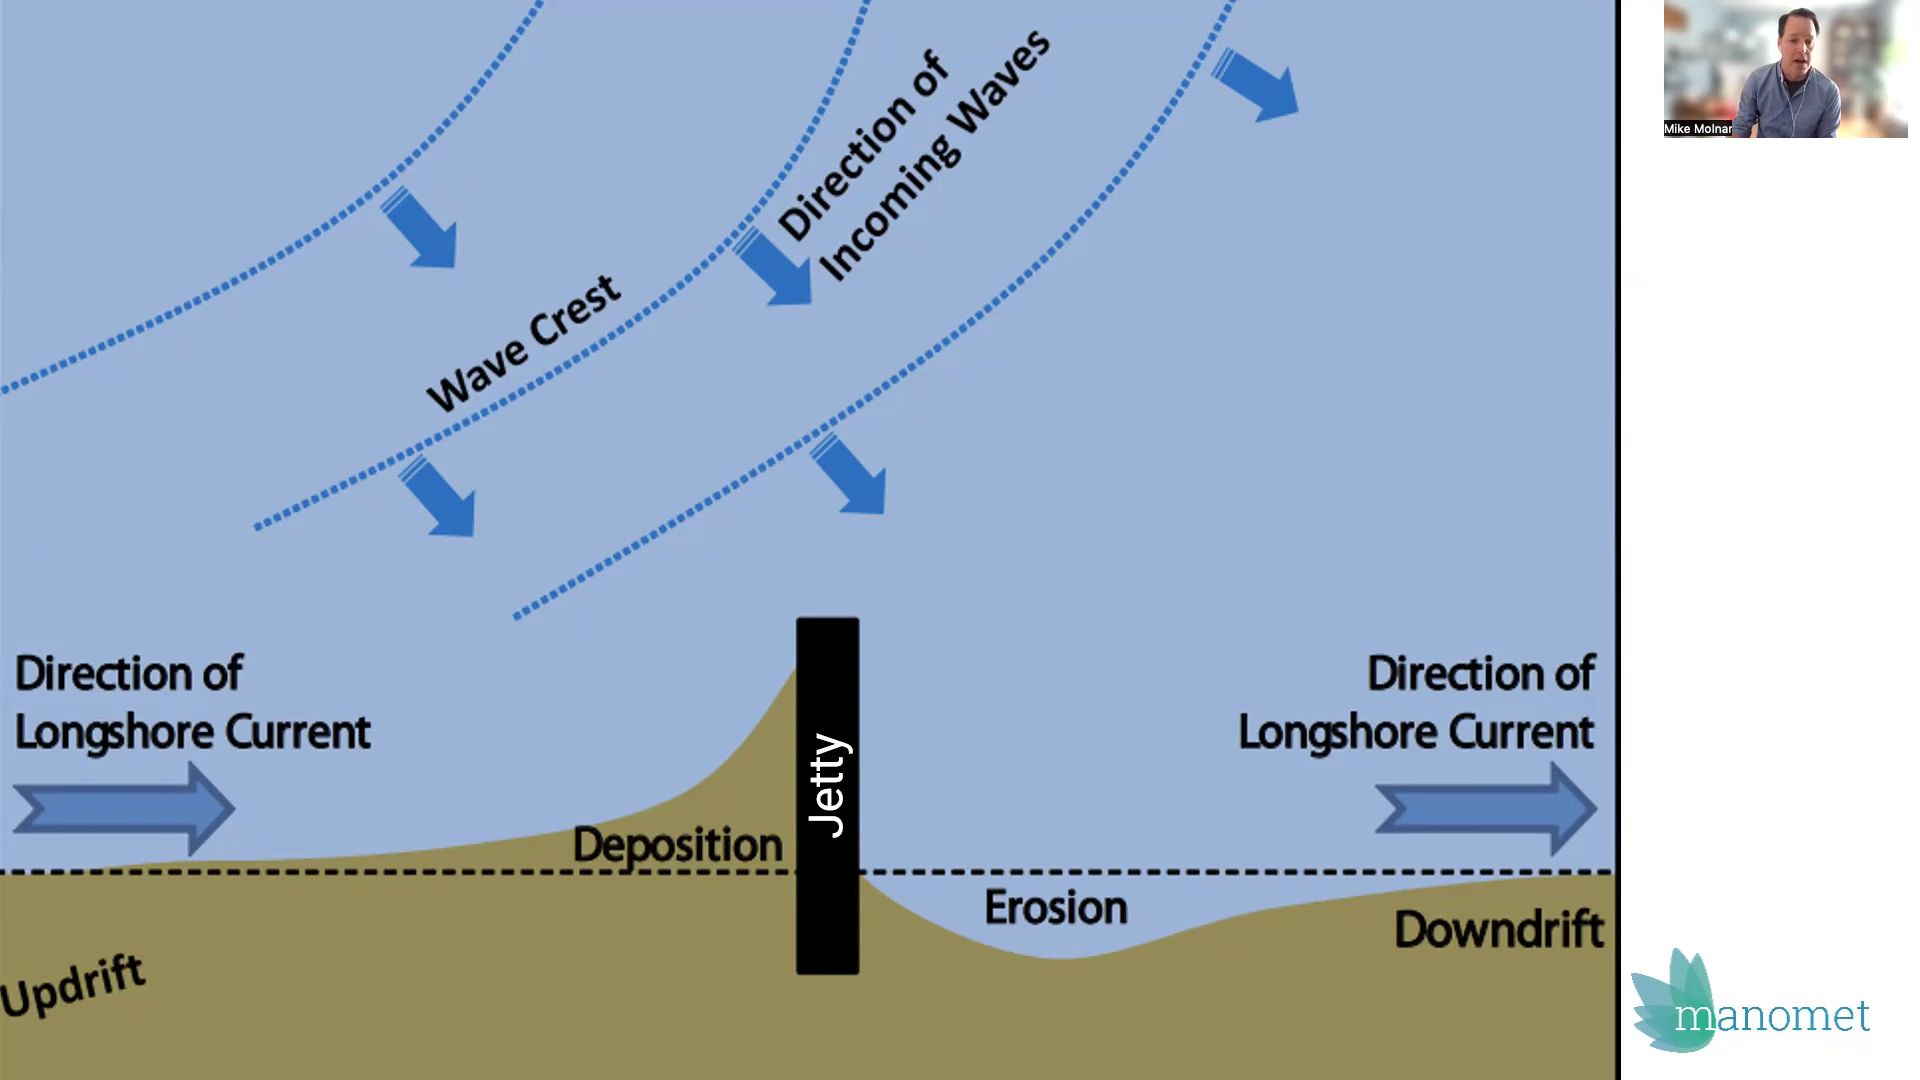 Direction of
Incoming Waves
Wave Crest
Direction of
Longshore Current
Direction of
Longshore Current
Jetty
Deposition
Erosion
Downdrift
Updrift
Mike Molnar
manomet